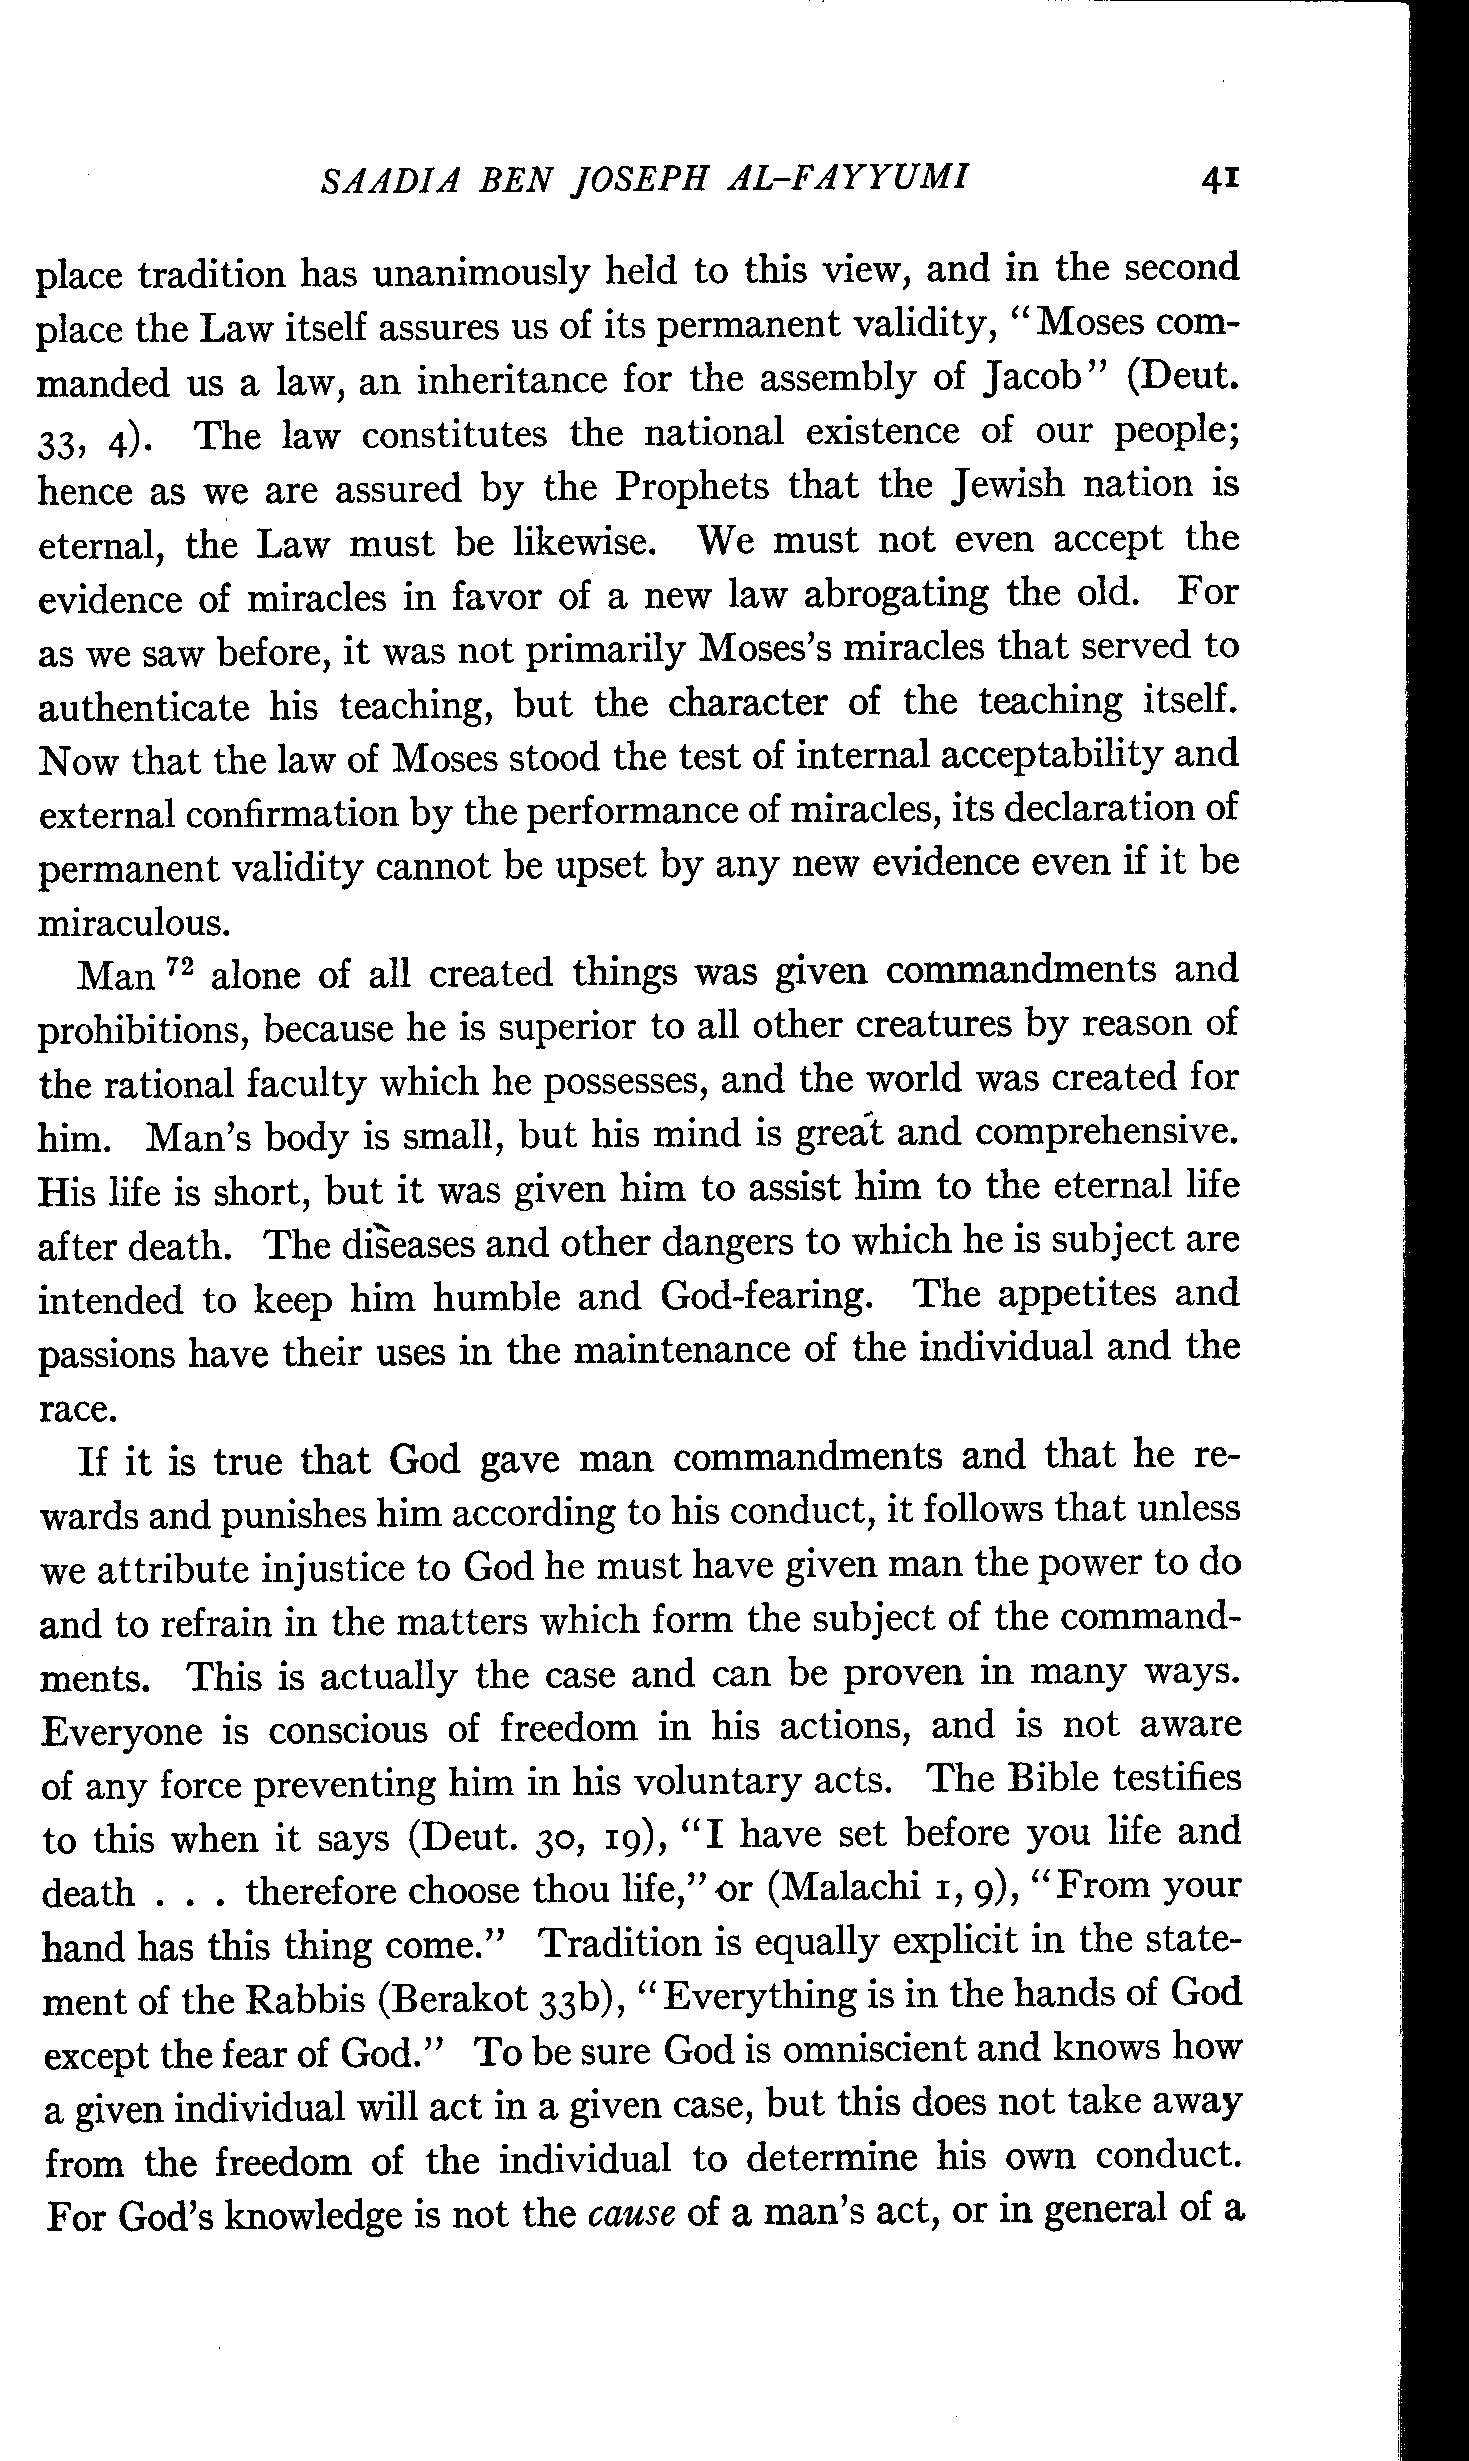 SAADIA BEN JOSEPH AL-FAYYUMI 41
place tradition has unanimously held to this view, and in the second
place the Law itself assures us of its permanent validity, "Moses com-
manded us a law, an inheritance for the assembly of Jacob" (Deut.
33, 4). The law constitutes the national existence of our people;
hence as we are assured by the Prophets that the Jewish nation is
eternal, the Law must be likewise. We must not even accept the
evidence of miracles in favor of a new law abrogating the old. For
as we saw before, it was not primarily Moses's miracles that served to
authenticate his teaching, but the character of the teaching itself.
Now that the law of Moses stood the test of internal acceptability and
external confirmation by the performance of miracles, its declaration of
permanent validity cannot be upset by any new evidence even if it be
miraculous.
Man 72 alone of all created things was given commandments and
prohibitions, because he is superior to all other creatures by reason of
the rational faculty which he possesses, and the world was created for
him. Man's body is small, but his mind is great and comprehensive.
His life is short, but it was given him to assist him to the eternal life
after death. The diseases and other dangers to which he is subject are
intended to keep him humble and God-fearing. The appetites and
passions have their uses in the maintenance of the individual and the
race.
If it is true that God gave man commandments and that he re-
wards and punishes him according to his conduct, it follows that unless
we attribute injustice to God he must have given man the power to do
and to refrain in the matters which form the subject of the command-
ments. This is actually the case and can be proven in many ways.
Everyone is conscious of freedom in his actions, and is not aware
of any force preventing him in his voluntary acts. The Bible testifies
to this when it says (Deut. 30, 19), "I have set before you life and
death . . . therefore choose thou life," or (Malachi 1, 9), "From your
hand has this thing come." Tradition is equally explicit in the state-
ment of the Rabbis (Berakot 33b), "Everything is in the hands of God
except the fear of God." To be sure God is omniscient and knows how
a given individual will act in a given case, but this does not take away
from the freedom of the individual to determine his own conduct.
For God's knowledge is not the cause of a man's act, or in general of a